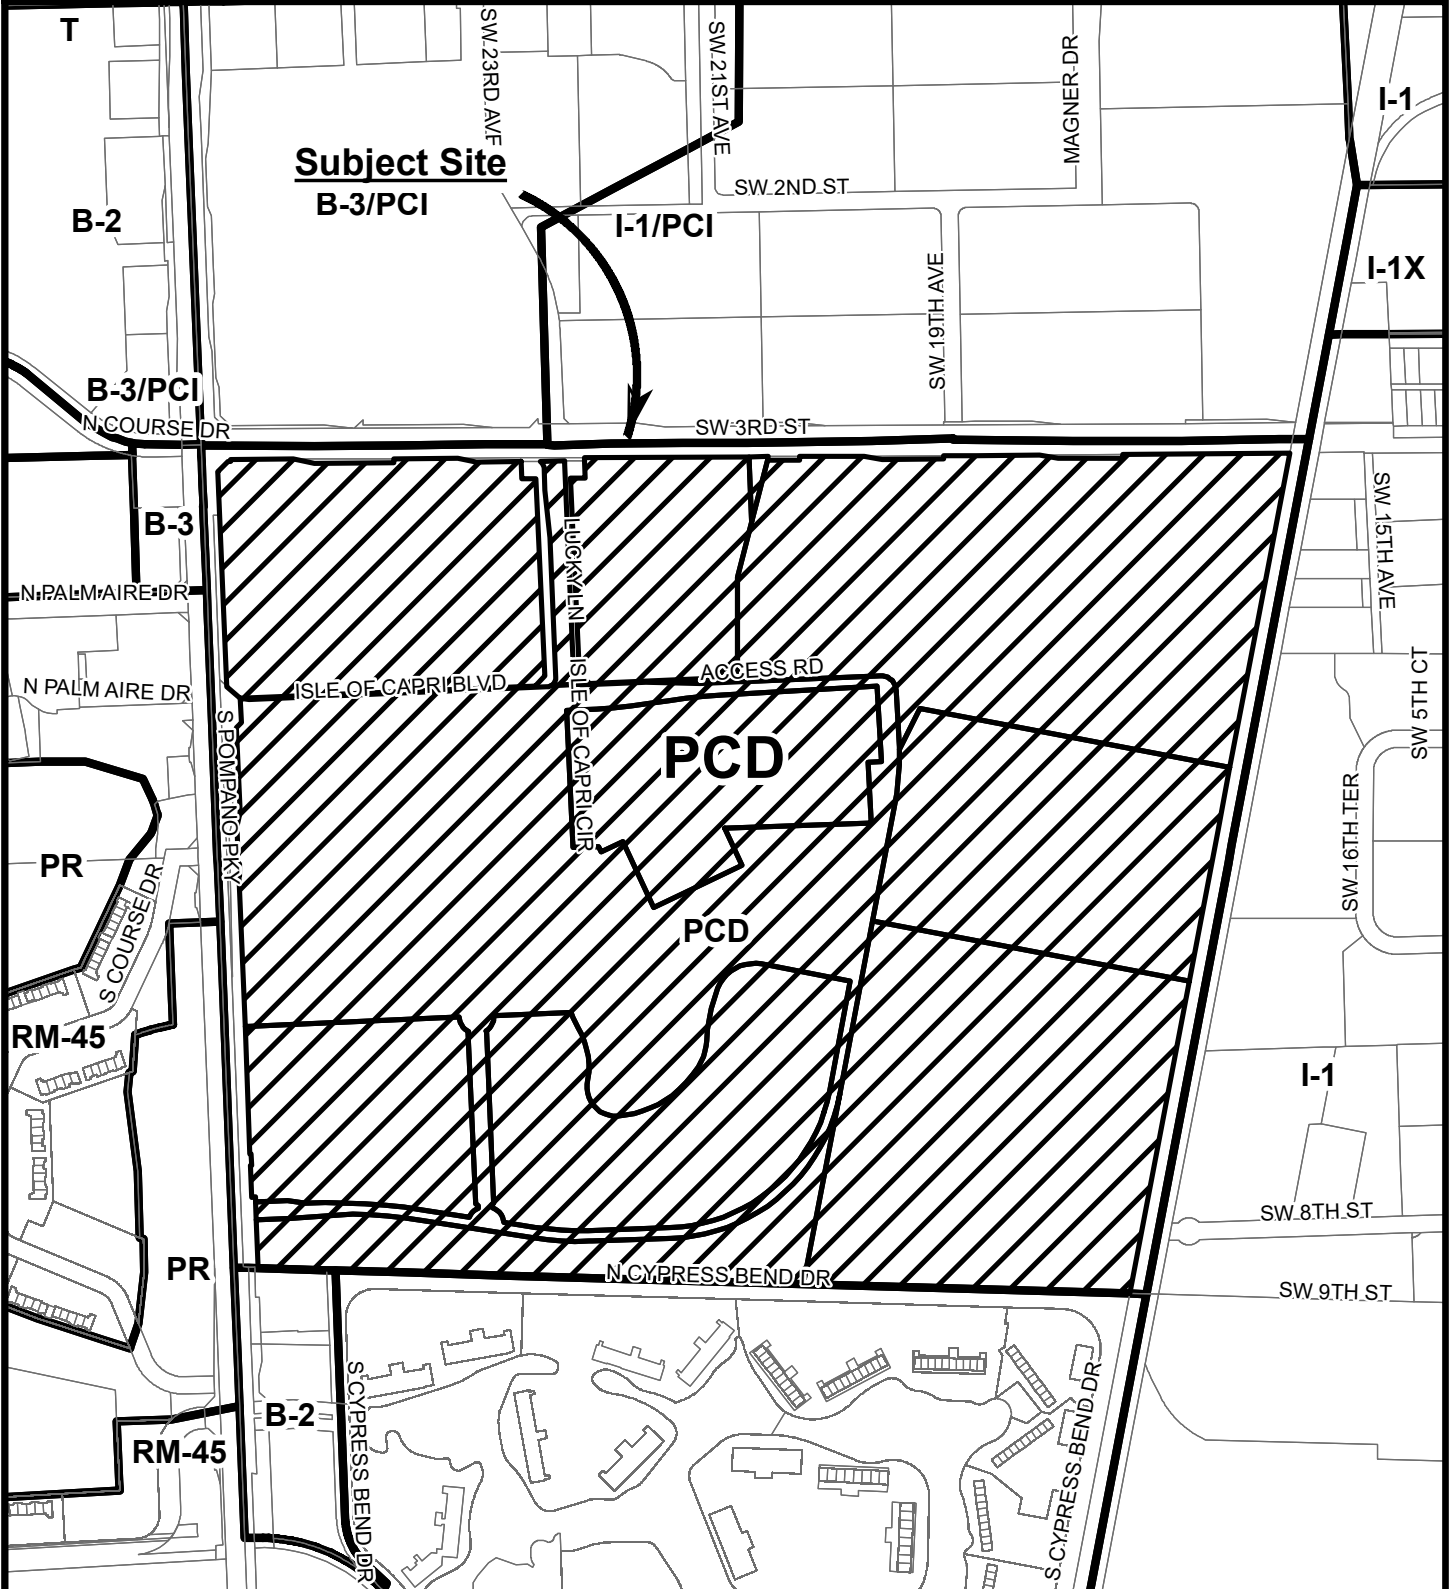 T
SW 23RD AVE
SW 21ST AVE
MAGNER DR
I-1
Subject Site
B-3/PCI
SW 2ND ST
B-2
I-1/PCI
I-1X
SW 19TH AVE
B-3/PCI
N COURSE DR
SW 3RD ST
B-3
LUCKY LN
SW 15TH AVE
N PALM AIRE DR
N PALM AIRE DR
ISLE OF CAPRI BLVD
ACCESS RD
ISLE OF CAPRI CIR
S POMPANO PKY
SW 5TH CT
PCD
SW 16TH TER
PR
S COURSE DR
PCD
RM-45
I-1
SW 8TH ST
PR
N CYPRESS BEND DR
SW 9TH ST
S CYPRESS BEND DR
S CYPRESS BEND DR
B-2
RM-45